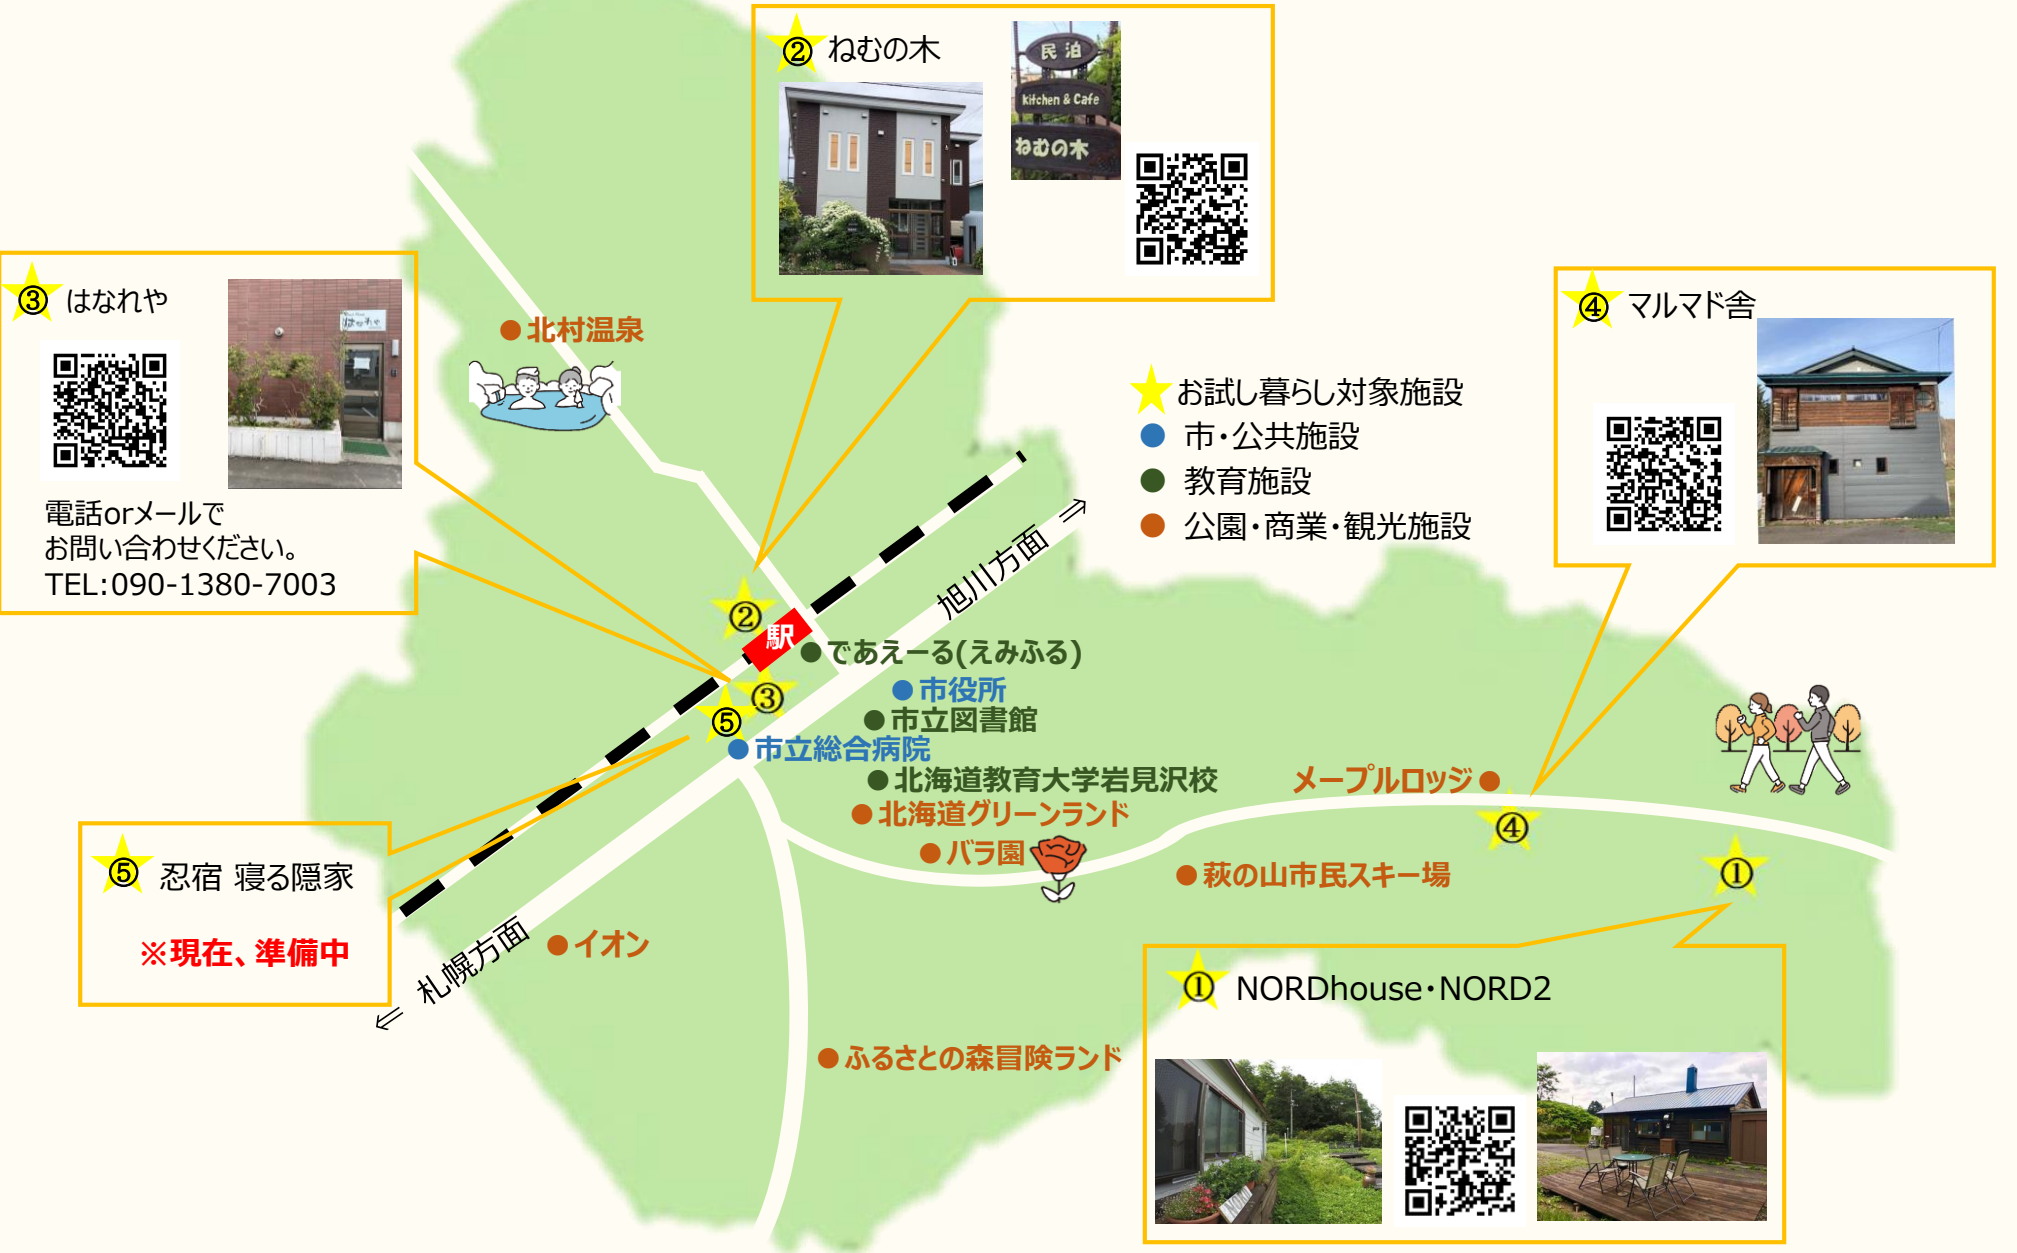 ② ねむの木
民泊
kitchen & Cafe
ねむの木
③ はなれや
はなれや
電話orメールで
お問い合わせください。
TEL:090-1380-7003
④ マルマド舎
●北村温泉
お試し暮らし対象施設
市・公共施設
教育施設
公園・商業・観光施設
旭川方面 ⇒
②
駅
●であえーる(えみふる)
●市役所
③
⑤
●市立図書館
●市立総合病院
●北海道教育大学岩見沢校
メープルロッジ●
●北海道グリーンランド
④
●バラ園
●萩の山市民スキー場
①
⑤ 忍宿 寝る隠家
※現在、準備中
⇐ 札幌方面
●イオン
① NORDhouse・NORD2
●ふるさとの森冒険ランド